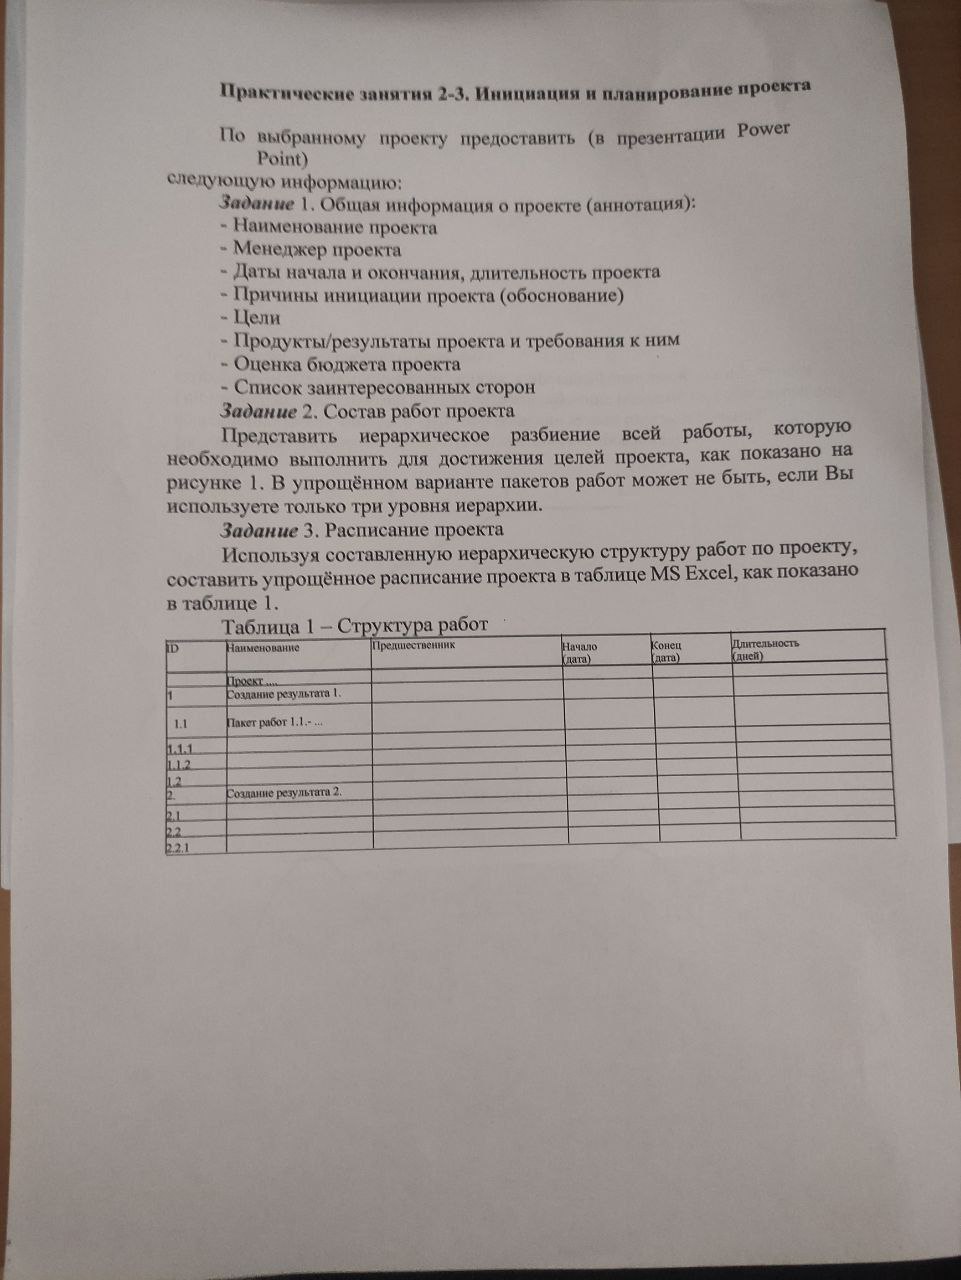 Практические занятия 2-3. Инициация и планирование проекта
По выбранному проекту предоставить (в презентации Power
Point)
следующую информацию:
Задание 1. Общая информация о проекте (аннотация):
- Наименование проекта
- Менеджер проекта
- Даты начала и окончания, длительность проекта
- Причины инициации проекта (обоснование)
- Цели
- Продукты/результаты проекта и требования к ним
- Оценка бюджета проекта
- Список заинтересованных сторон
Задание 2. Состав работ проекта
Представить иерархическое разбиение всей работы, которую
необходимо выполнить для достижения целей проекта, как показано на
рисунке 1. В упрощённом варианте пакетов работ может не быть, если Вы
используете только три уровня иерархии.
Задание 3. Расписание проекта
Используя составленную иерархическую структуру работ по проекту,
составить упрощённое расписание проекта в таблице MS Excel, как показано
в таблице 1.
Таблица 1 – Структура работ
ID Наименование Предшественник Начало (дата) Конец (дата) Длительность (дней)
Проект ....
1 Создание результата 1.
1.1 Пакет работ 1.1.- ...
1.1.1
1.1.2
1.2
2. Создание результата 2.
2.1
2.2
2.2.1